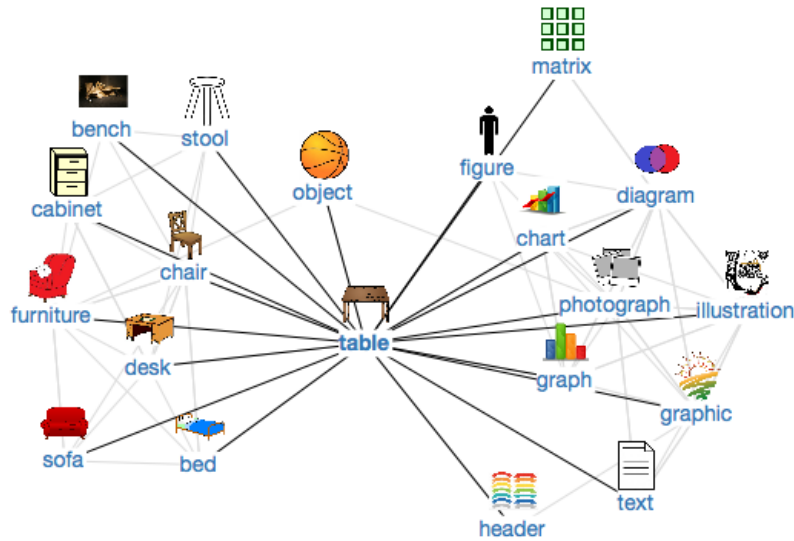 matrix
bench
stool
figure
object
diagram
cabinet
chart
chair
photograph
furniture
illustration
table
desk
graph
graphic
sofa
bed
text
header